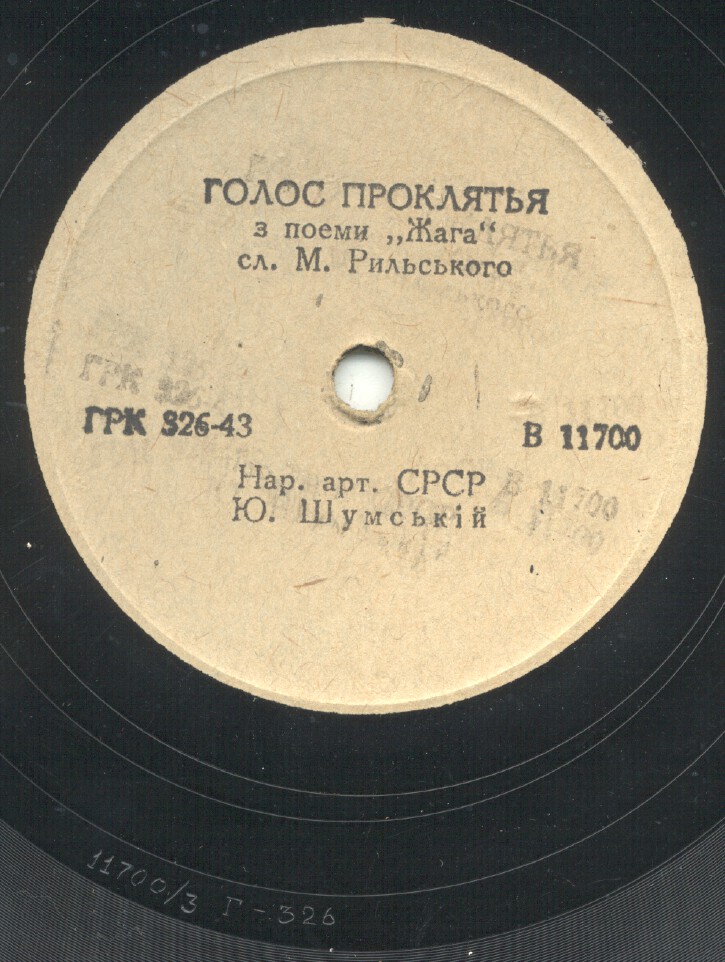 ГОЛОС ПРОКЛЯТЬЯ
з поеми „Жага“
сл. М. Рильського
ГРК 326-43
В 11700
Нар. арт. СРСР
Ю. Шумській
11700/3 Г-326